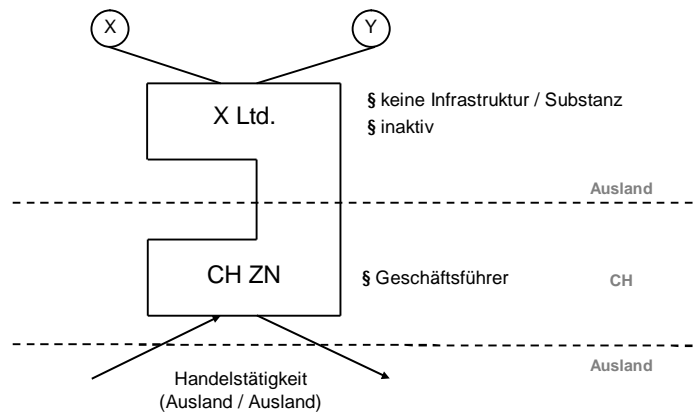 X
Y
X Ltd.
§ keine Infrastruktur / Substanz
§ inaktiv
Ausland
CH ZN
§ Geschäftsführer
CH
Ausland
Handelstätigkeit
(Ausland / Ausland)